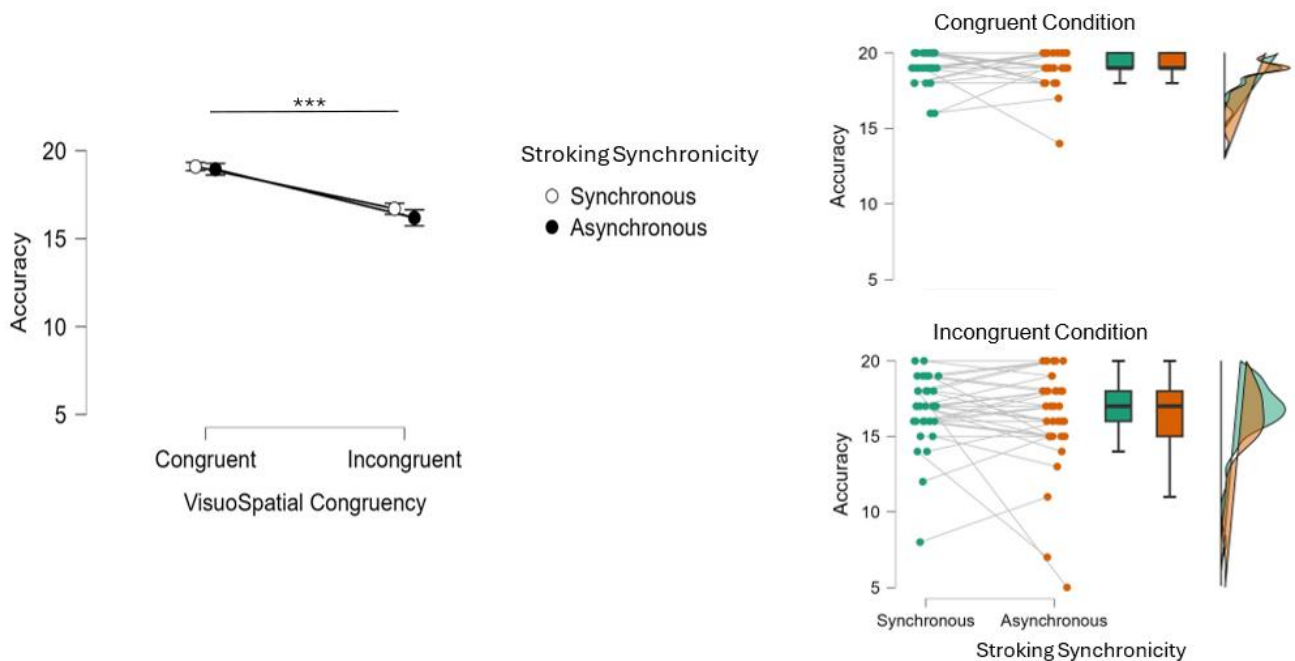 ***
20
15
10
5
Accuracy
Congruent
Incongruent
VisuoSpatial Congruency
Stroking Synchronicity
Synchronous
Asynchronous
Congruent Condition
20
15
10
5
Accuracy
Incongruent Condition
20
15
10
5
Accuracy
Synchronous
Asynchronous
Stroking Synchronicity